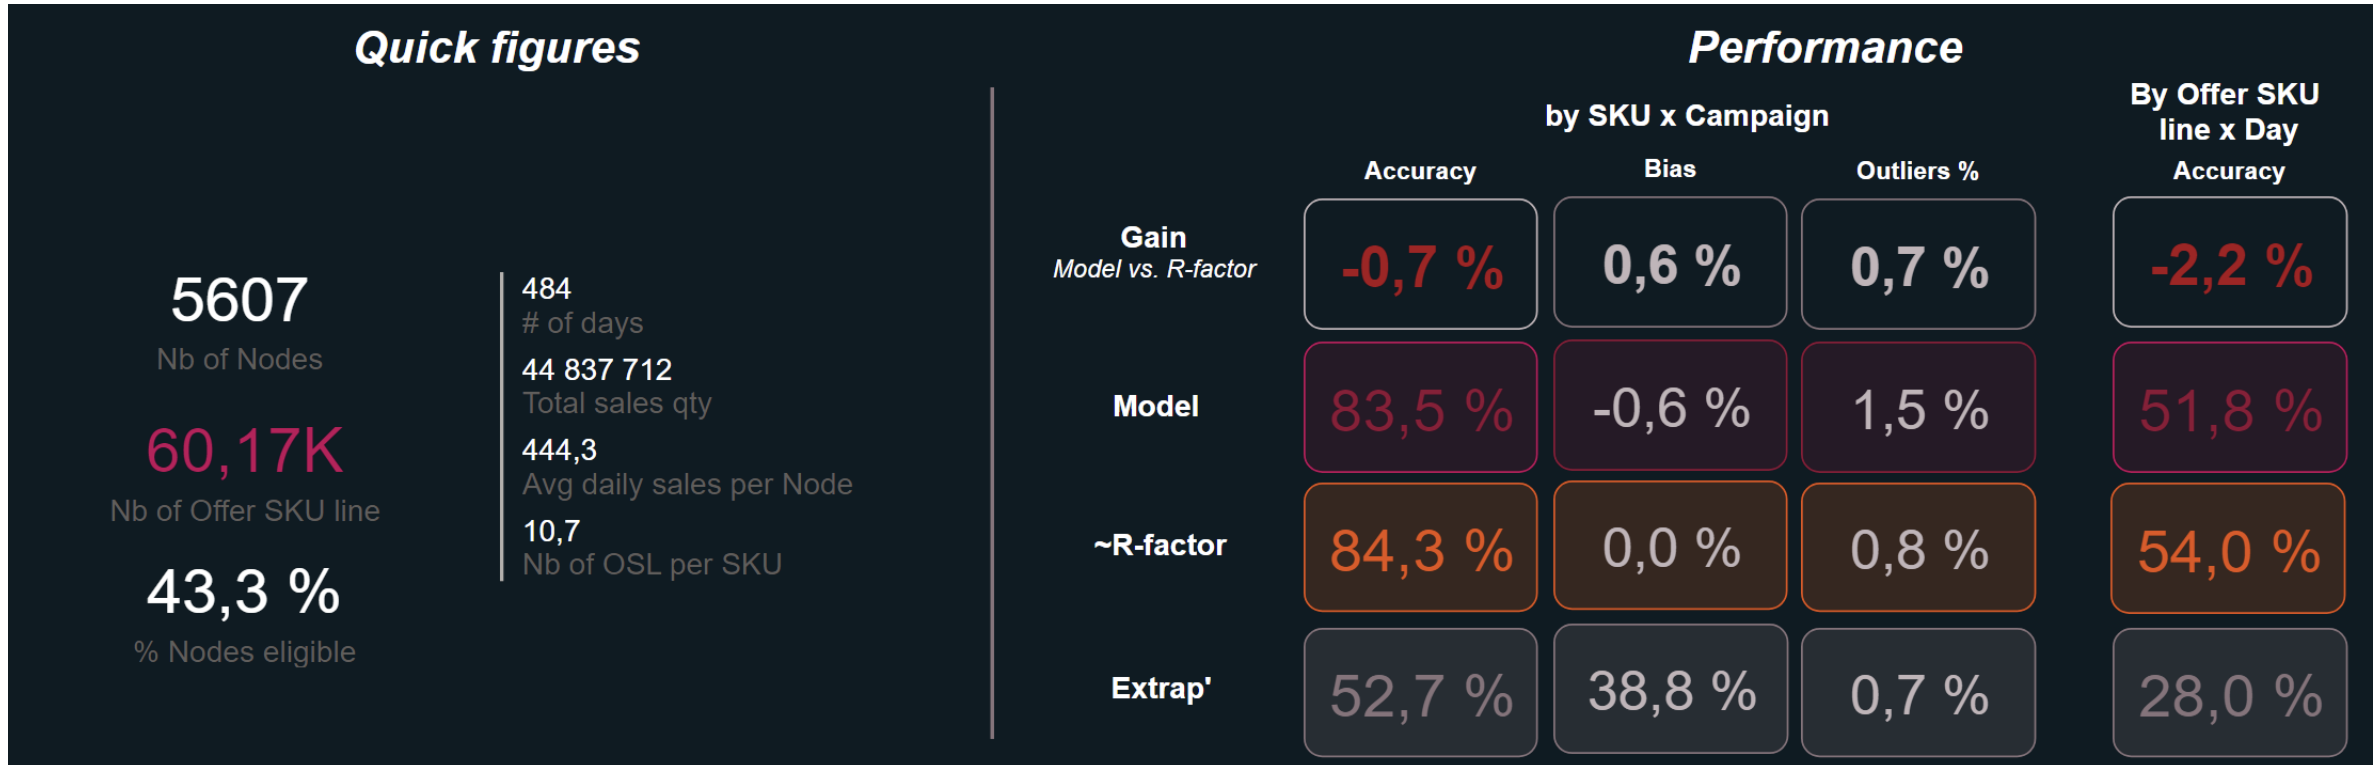 Quick figures
5607
Nb of Nodes
60,17K
Nb of Offer SKU line
43,3 %
% Nodes eligible
484
# of days
44 837 712
Total sales qty
444,3
Avg daily sales per Node
10,7
Nb of OSL per SKU
Performance
by SKU x Campaign
By Offer SKU
line x Day
Accuracy Bias Outliers % Accuracy
Gain
Model vs. R-factor
-0,7 % 0,6 % 0,7 % -2,2 %
Model 83,5 % -0,6 % 1,5 % 51,8 %
~R-factor 84,3 % 0,0 % 0,8 % 54,0 %
Extrap' 52,7 % 38,8 % 0,7 % 28,0 %